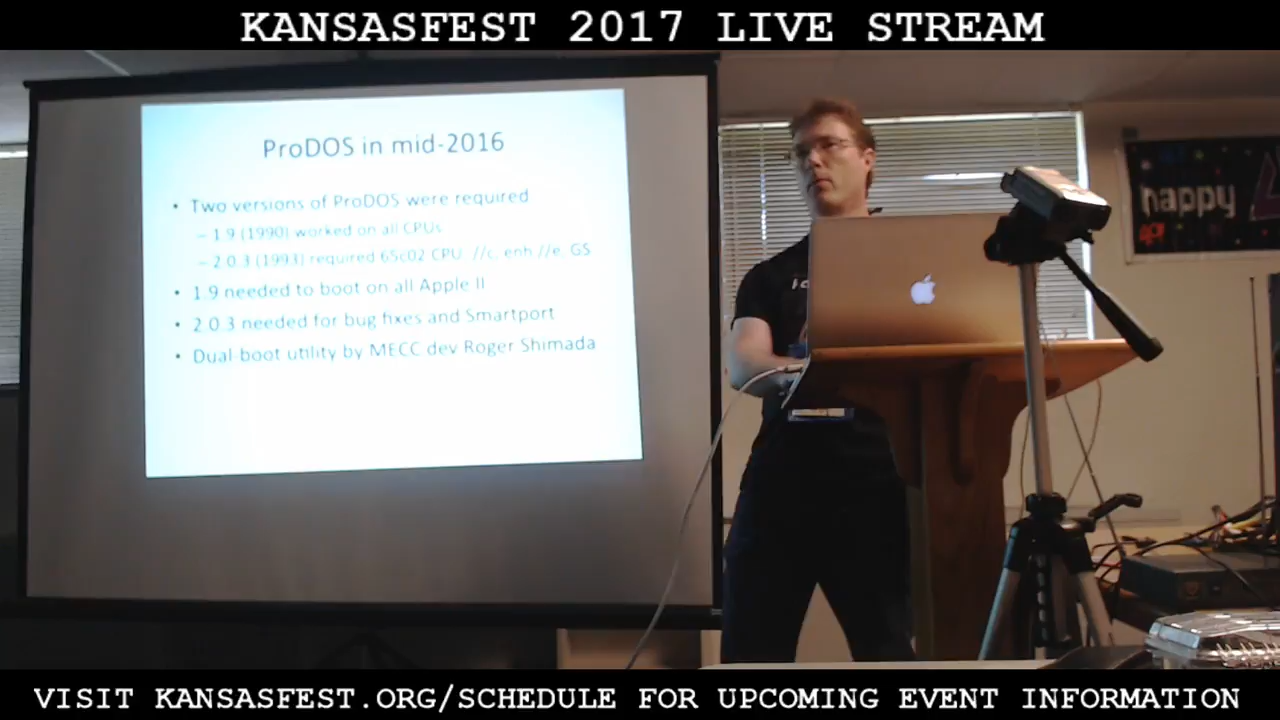 KANSASFEST 2017 LIVE STREAM
ProDOS in mid-2016
• Two versions of ProDOS were required
– 1.9 (1990) worked on all CPUs
– 2.0.3 (1993) required 65c02 CPU: //c, enh //e, GS
• 1.9 needed to boot on all Apple II
• 2.0.3 needed for bug fixes and Smartport
• Dual-boot utility by MECC dev Roger Shimada
happy
VISIT KANSASFEST.ORG/SCHEDULE FOR UPCOMING EVENT INFORMATION